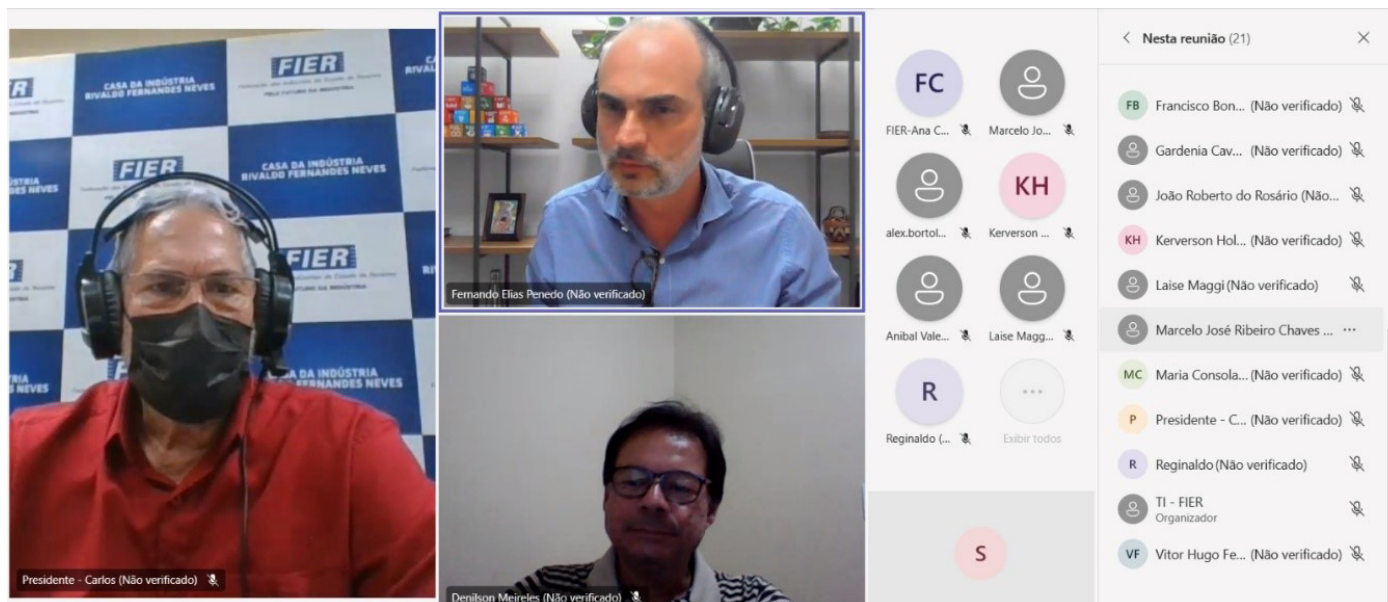 FIER
CASA DA INDÚSTRIA
RIVALDO FERNANDES NEVES
FIER
PELO FUTURO DA INDÚSTRIA
CASA DA INDÚSTRIA
RIVALDO FERNANDES NEVES
FIER
CASA DA INDÚSTRIA
FERNANDES NEVES
Presidente - Carlos (Não verificado)
Fernando Elias Penedo (Não verificado)
Denilson Meireles (Não verificado)
FC
FIER-Ana C...
Marcelo Jo...
alex.bortol...
KH
Kerverson ...
Anibal Vale...
Laise Magg...
R
Reginaldo (...
Exibir todos
S
Nesta reunião (21)
FB Francisco Bon... (Não verificado)
Gardenia Cav... (Não verificado)
João Roberto do Rosário (Não...
KH Kerverson Hol... (Não verificado)
Laise Maggi (Não verificado)
Marcelo José Ribeiro Chaves ...
MC Maria Consola... (Não verificado)
P Presidente - C... (Não verificado)
R Reginaldo (Não verificado)
TI - FIER
Organizador
VF Vitor Hugo Fe... (Não verificado)